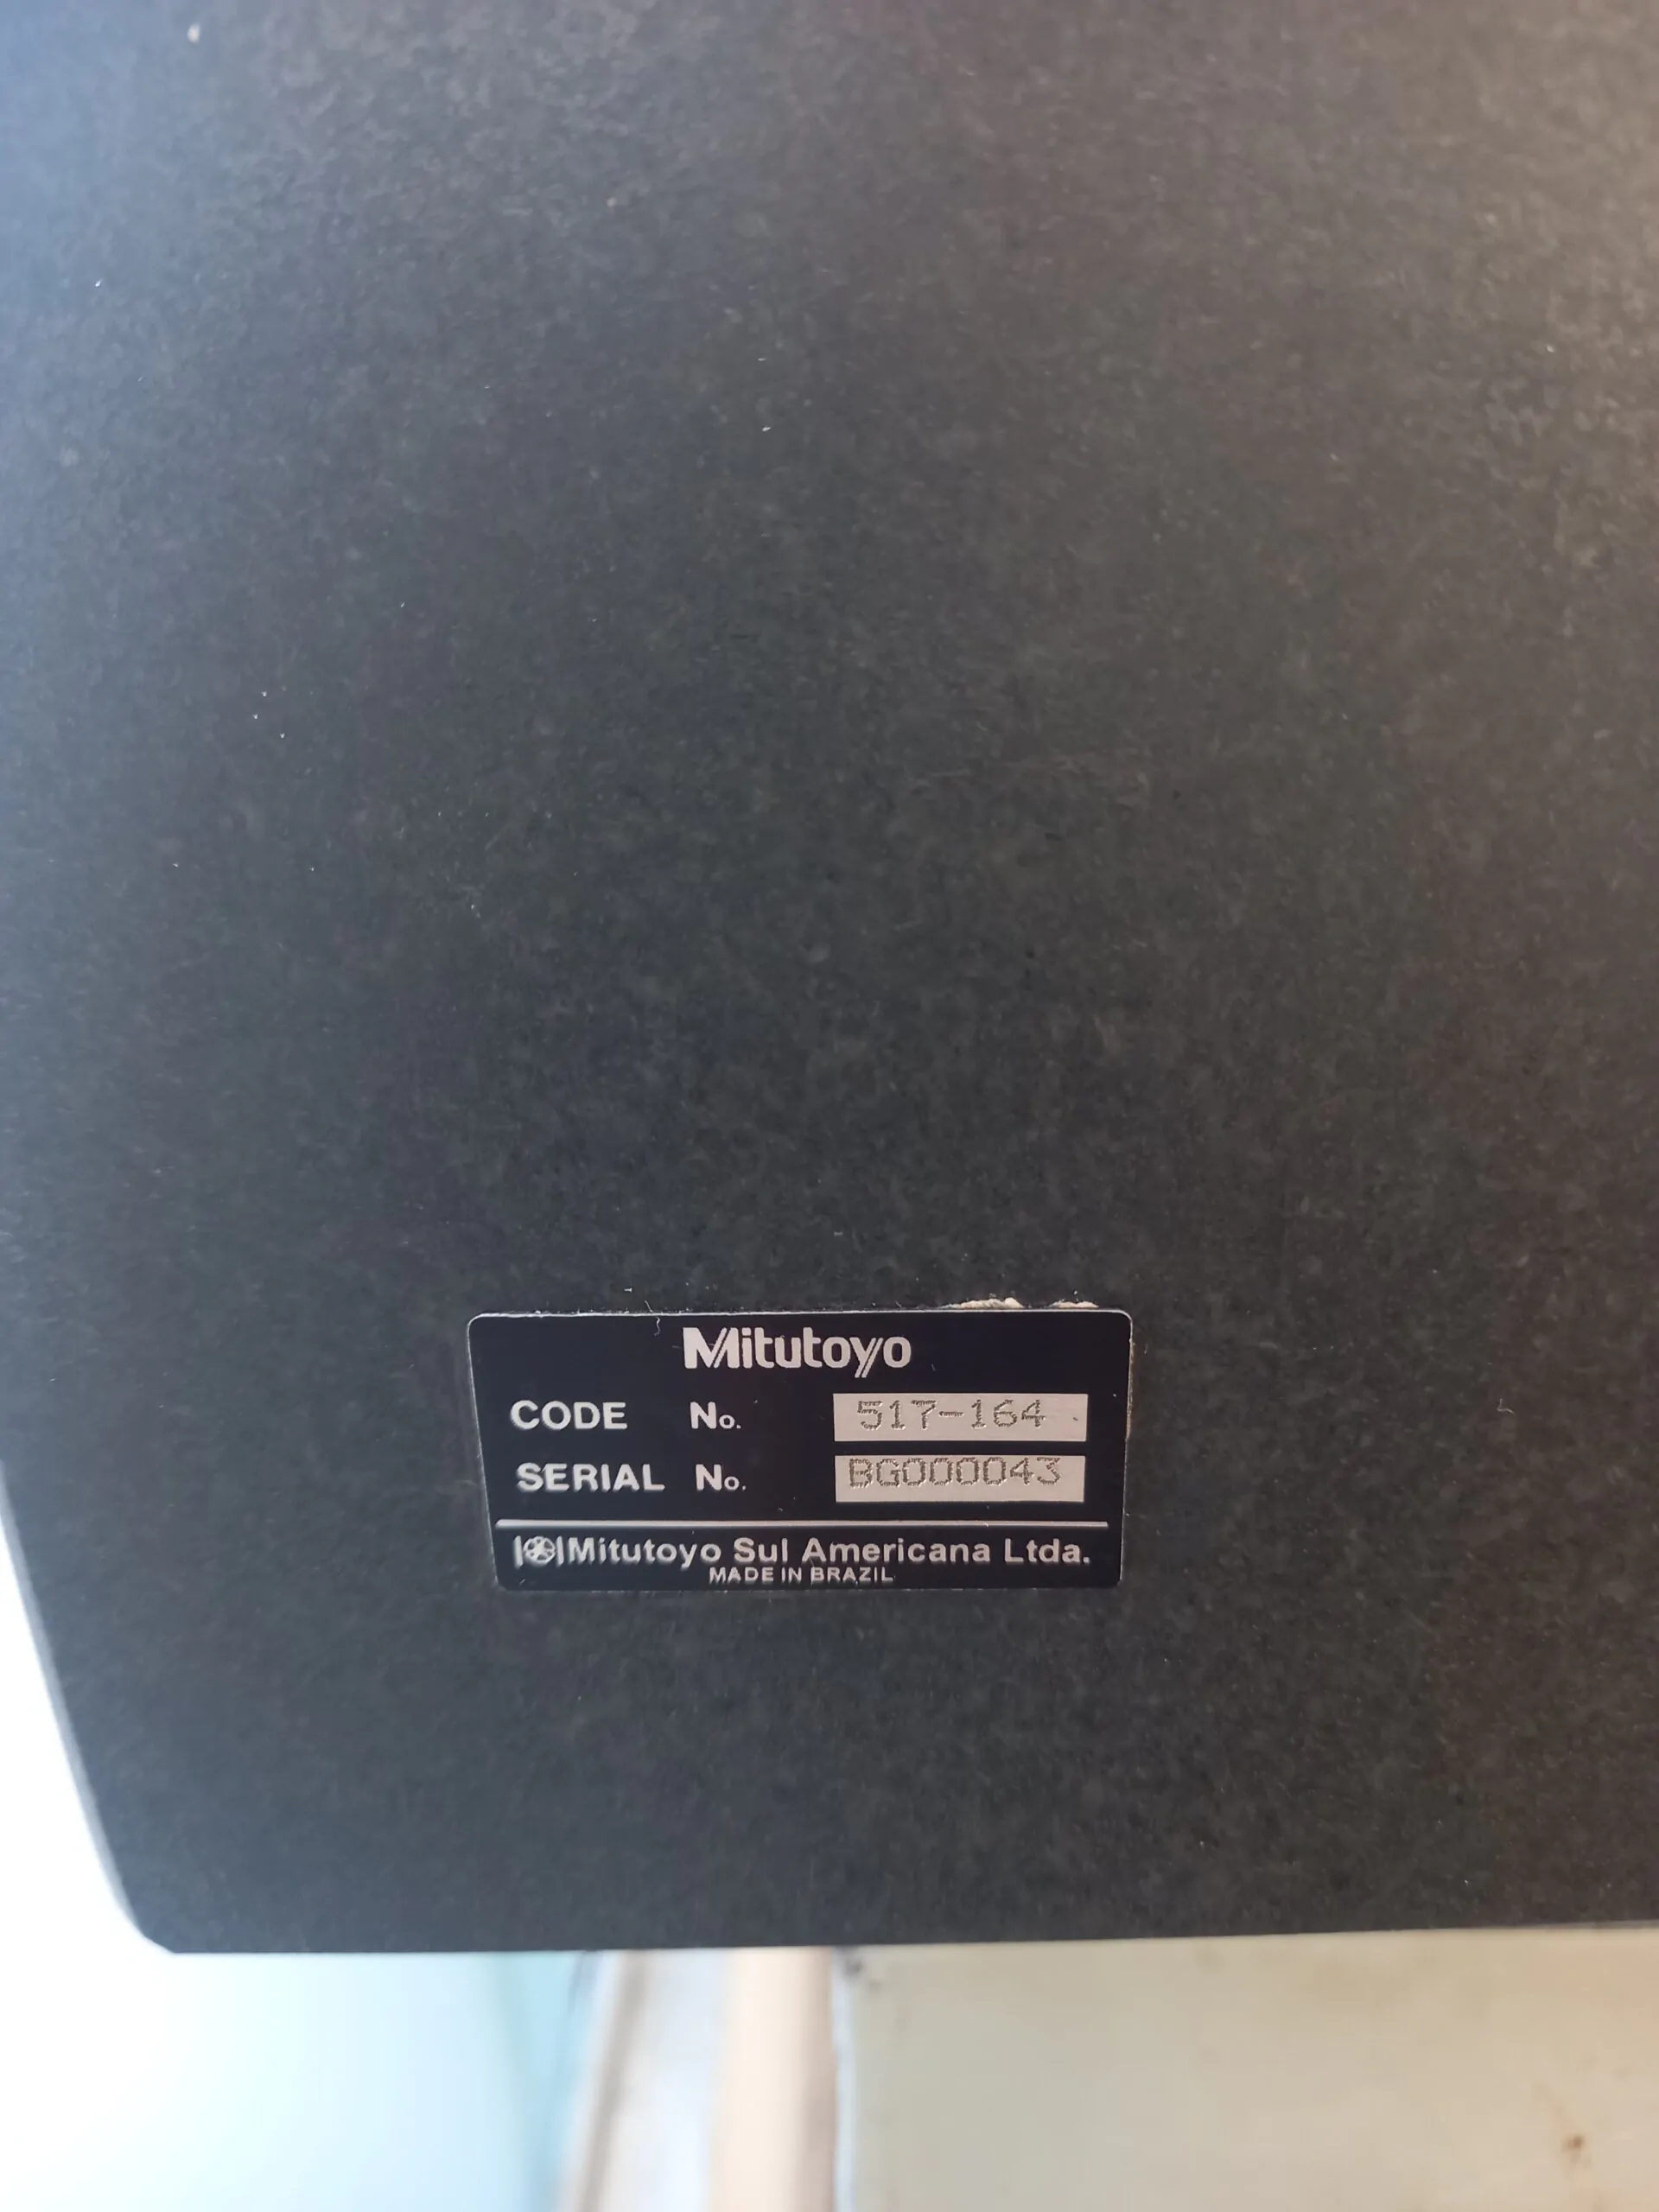 Mitutoyo
CODE No. 517-164
SERIAL No. BG000043
Mitutoyo Sul Americana Ltda.
MADE IN BRAZIL